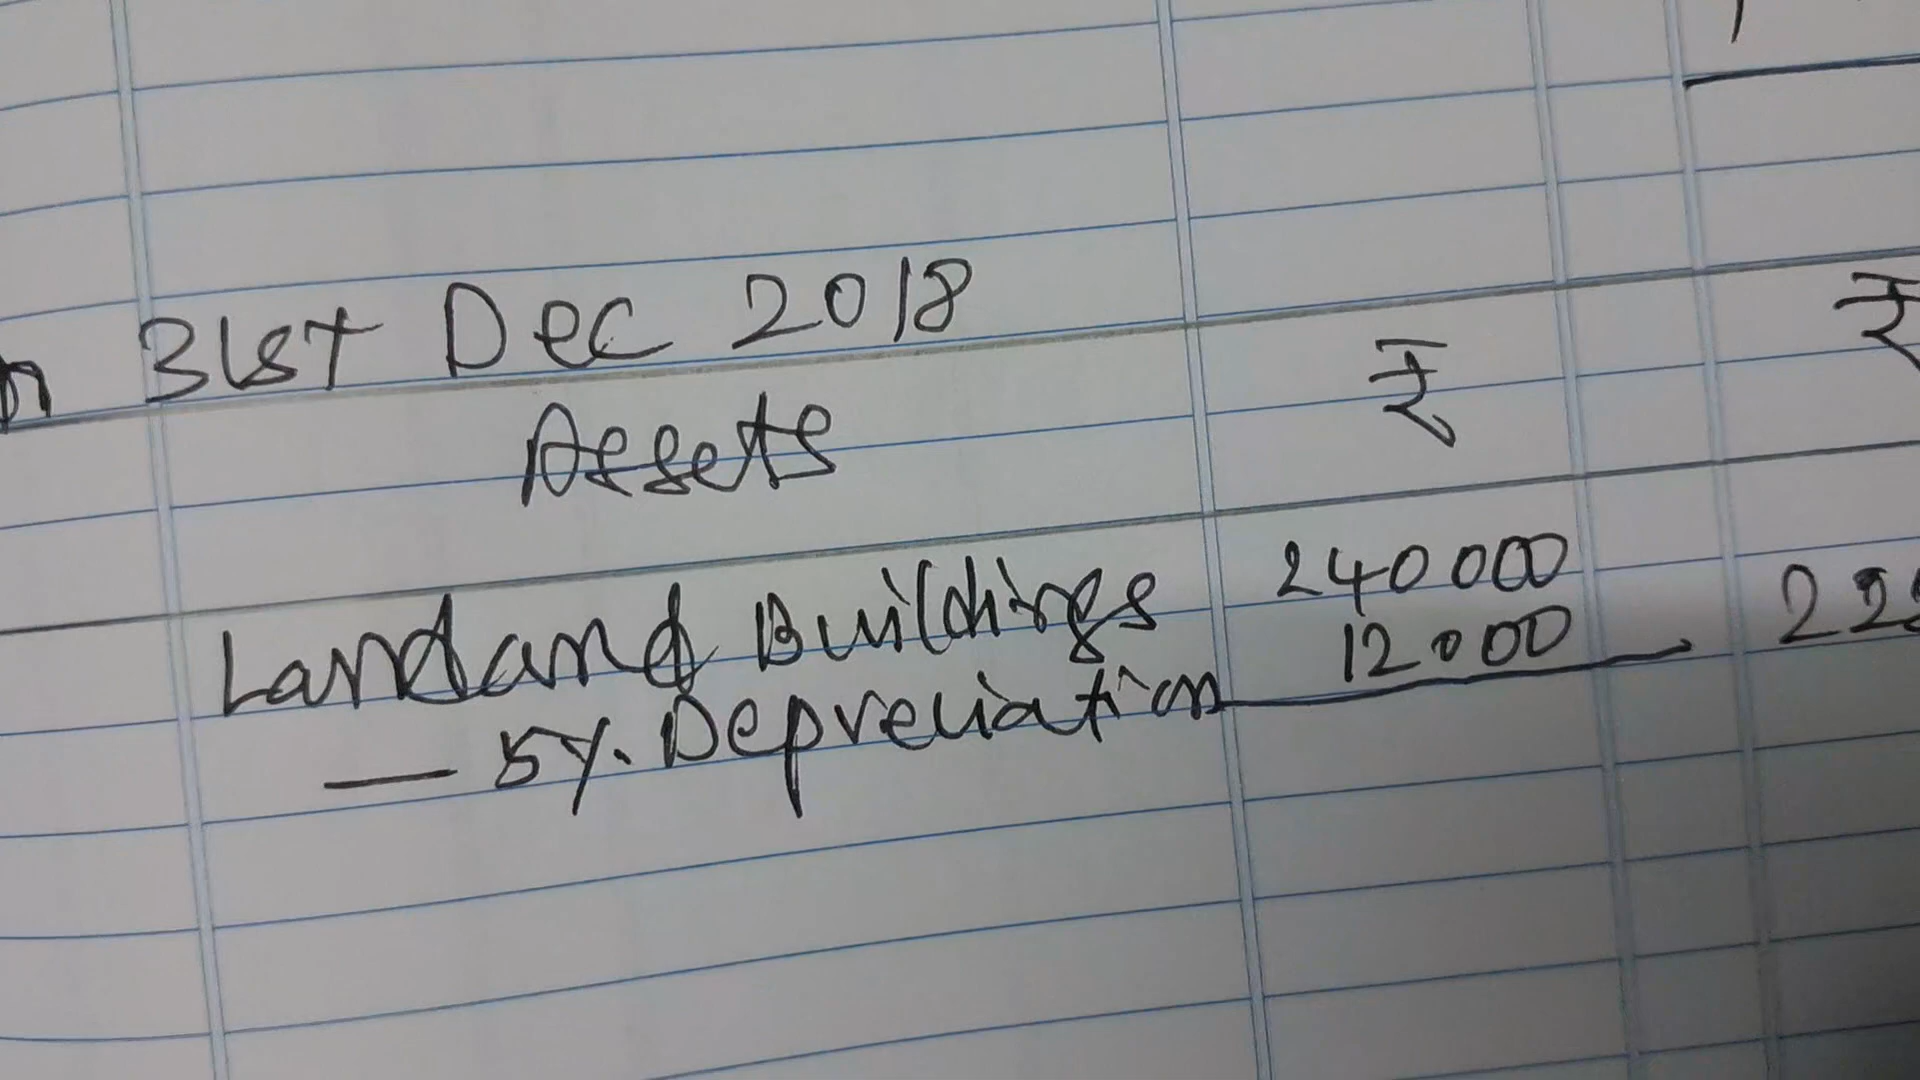 31st Dec 2018
Assets ₹ ₹
Land and Buildings 240000
— 5%. Depreciation 12000